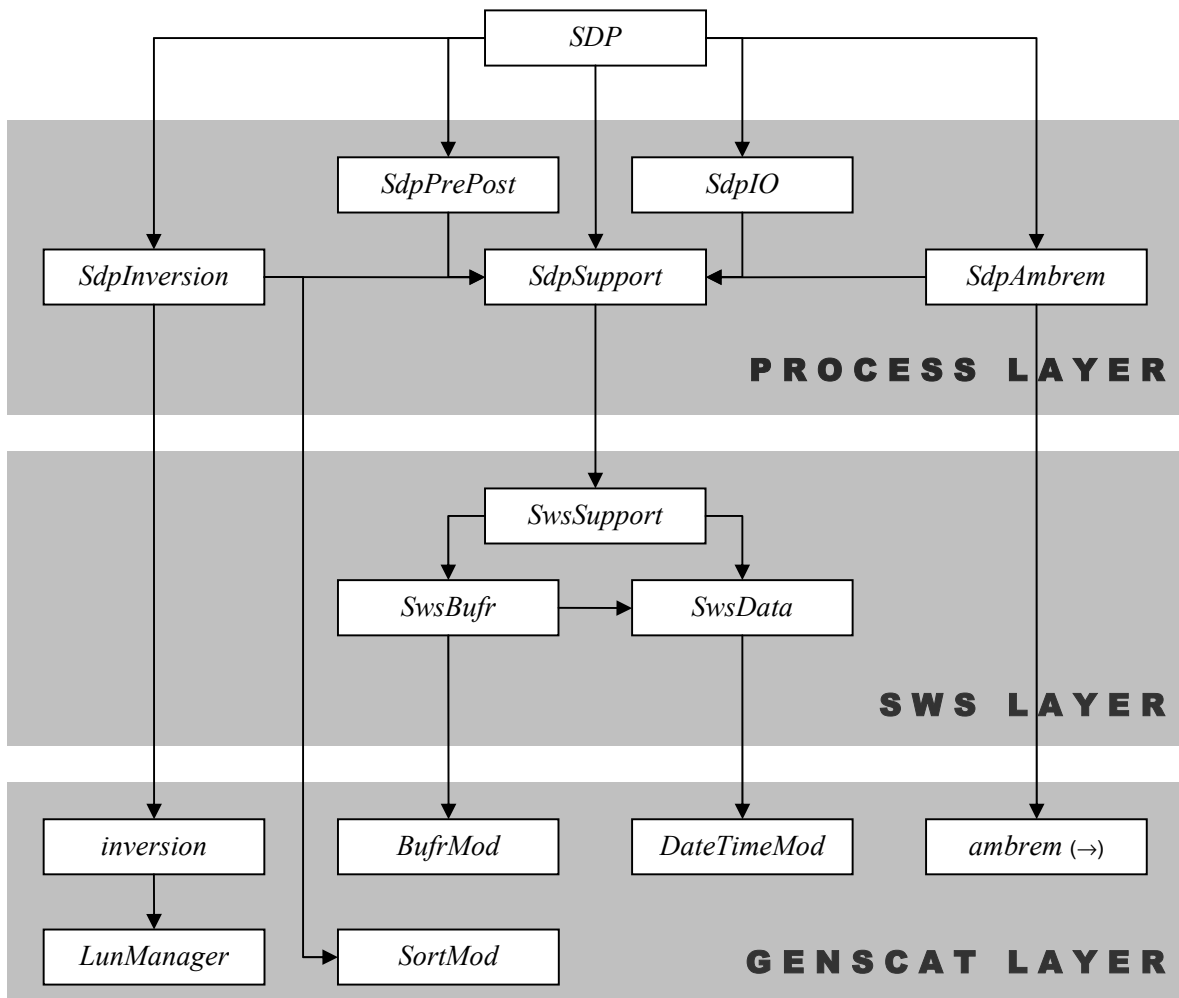 SDP
SdpPrePost
SdpIO
SdpInversion
SdpSupport
SdpAmbrem
PROCESS LAYER
SwsSupport
SwsBufr
SwsData
SWS LAYER
inversion
BufrMod
DateTimeMod
ambrem (→)
LunManager
SortMod
GENSCAT LAYER